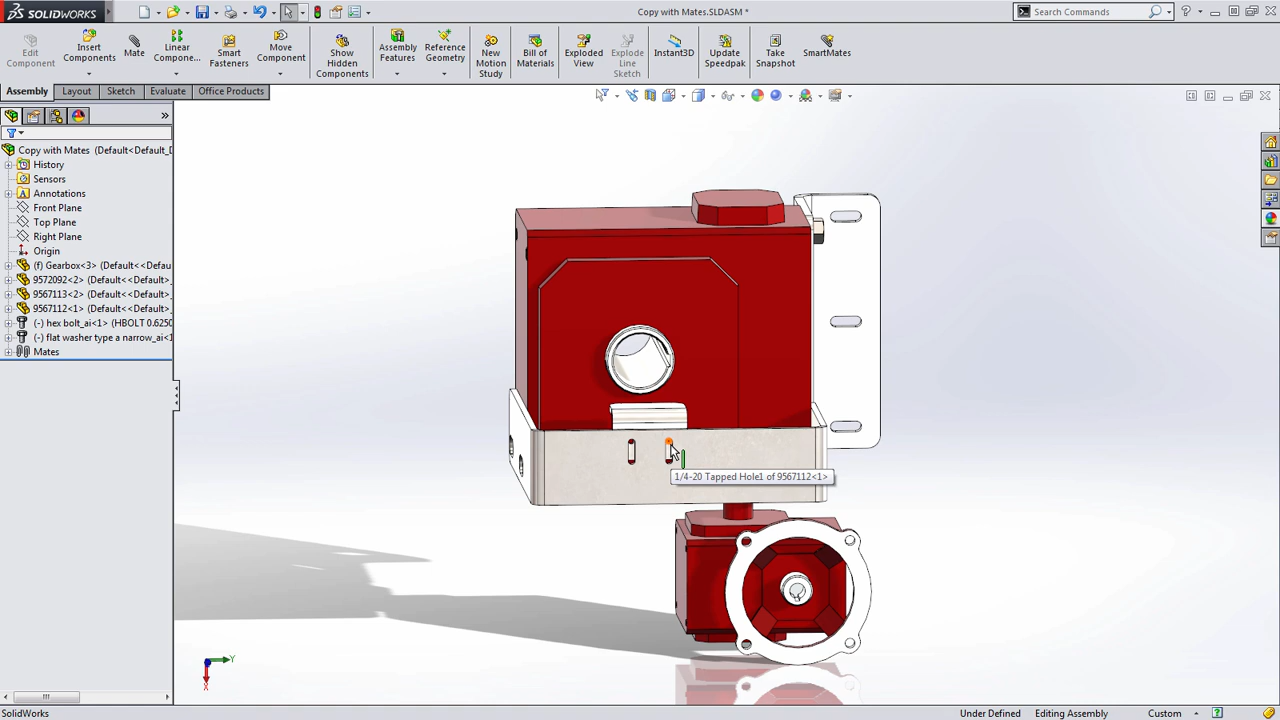 SOLIDWORKS
Copy with Mates.SLDASM *
Search Commands
Edit Component
Insert Components
Mate
Linear Compone...
Smart Fasteners
Move Component
Show Hidden Components
Assembly Features
Reference Geometry
New Motion Study
Bill of Materials
Exploded View
Explode Line Sketch
Instant3D
Update Speedpak
Take Snapshot
SmartMates
Assembly
Layout
Sketch
Evaluate
Office Products
Copy with Mates (Default<Default_D
History
Sensors
Annotations
Front Plane
Top Plane
Right Plane
Origin
(f) Gearbox<3> (Default<<Defau
9572092<2> (Default<Default>_
9567113<2> (Default<Default>_
9567112<1> (Default<Default>_
(-) hex bolt_ai<1> (HBOLT 0.6250
(-) flat washer type a narrow_ai<1
Mates
1/4-20 Tapped Hole1 of 9567112<1>
Y
X
SolidWorks
Under Defined
Editing Assembly
Custom